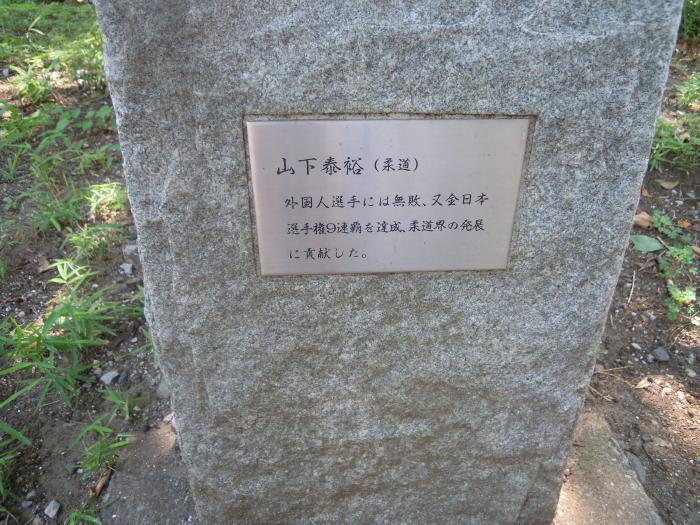 山下泰裕(柔道)
外国人選手には無敗、又全日本
選手権9連覇を達成、柔道界の発展
に貢献した。